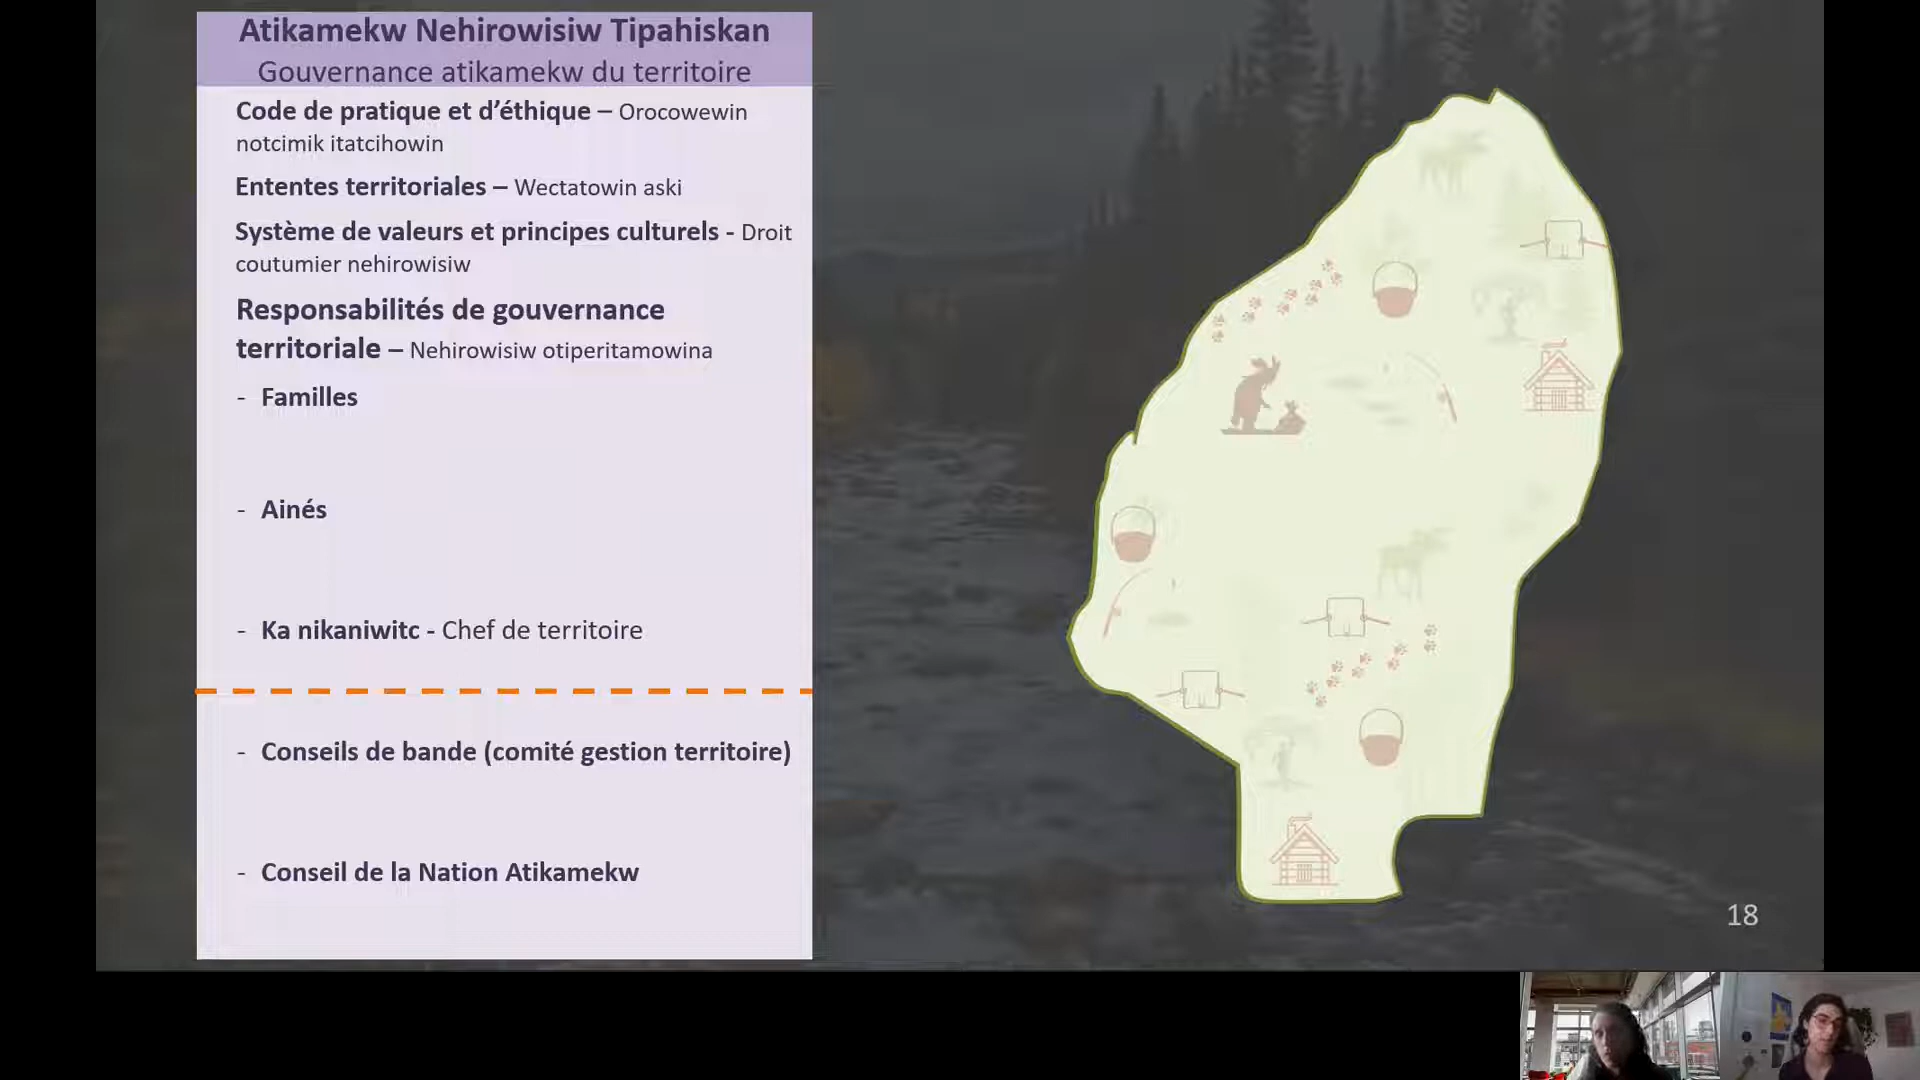 Atikamekw Nehirowisiw Tipahiskan
Gouvernance atikamekw du territoire
Code de pratique et d’éthique – Orocowewin
notcimik itatcihowin
Ententes territoriales – Wectatowin aski
Système de valeurs et principes culturels - Droit
coutumier nehirowisiw
Responsabilités de gouvernance
territoriale – Nehirowisiw otiperitamowina
- Familles
- Ainés
- Ka nikaniwitc - Chef de territoire
- Conseils de bande (comité gestion territoire)
- Conseil de la Nation Atikamekw
18